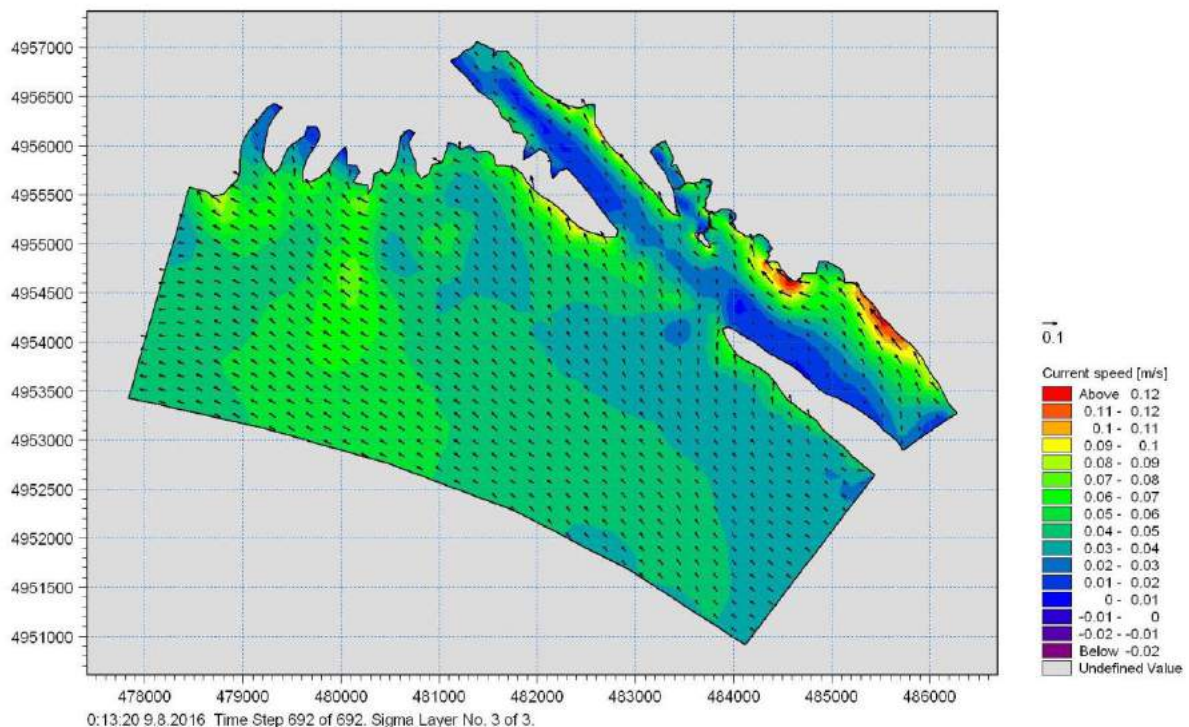 4957000
4956500
4956000
4955500
4955000
4954500
4954000
4953500
4953000
4952500
4952000
4951500
4951000
478000 479000 480000 481000 482000 483000 484000 485000 486000
0:13:20 9.8.2016 Time Step 692 of 692. Sigma Layer No. 3 of 3.
0.1
Current speed [m/s]
Above 0.12
0.11 - 0.12
0.1 - 0.11
0.09 - 0.1
0.08 - 0.09
0.07 - 0.08
0.06 - 0.07
0.05 - 0.06
0.04 - 0.05
0.03 - 0.04
0.02 - 0.03
0.01 - 0.02
0 - 0.01
-0.01 - 0
-0.02 - -0.01
Below -0.02
Undefined Value